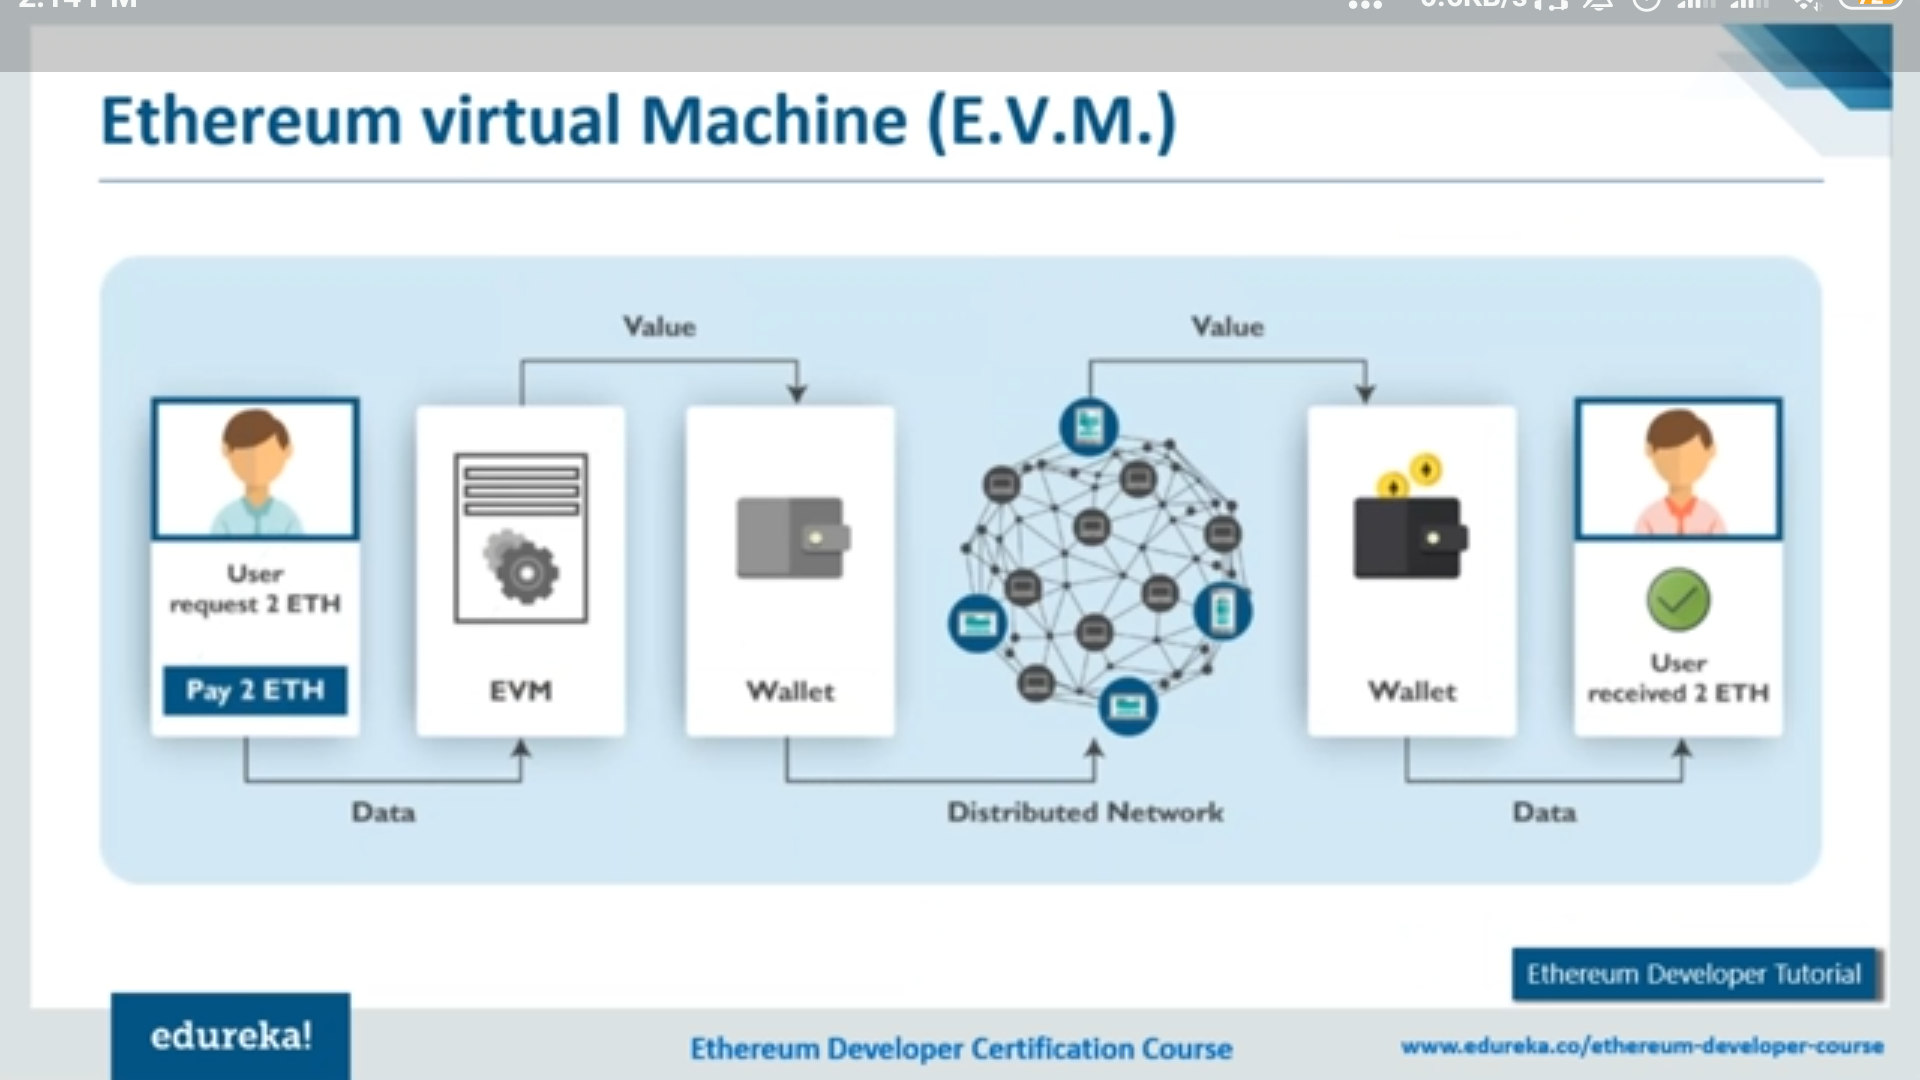 Ethereum virtual Machine (E.V.M.)
Value
Value
User
request 2 ETH
Pay 2 ETH
EVM
Wallet
Wallet
User
received 2 ETH
Data
Distributed Network
Data
Ethereum Developer Tutorial
edureka!
Ethereum Developer Certification Course
www.edureka.co/ethereum-developer-course